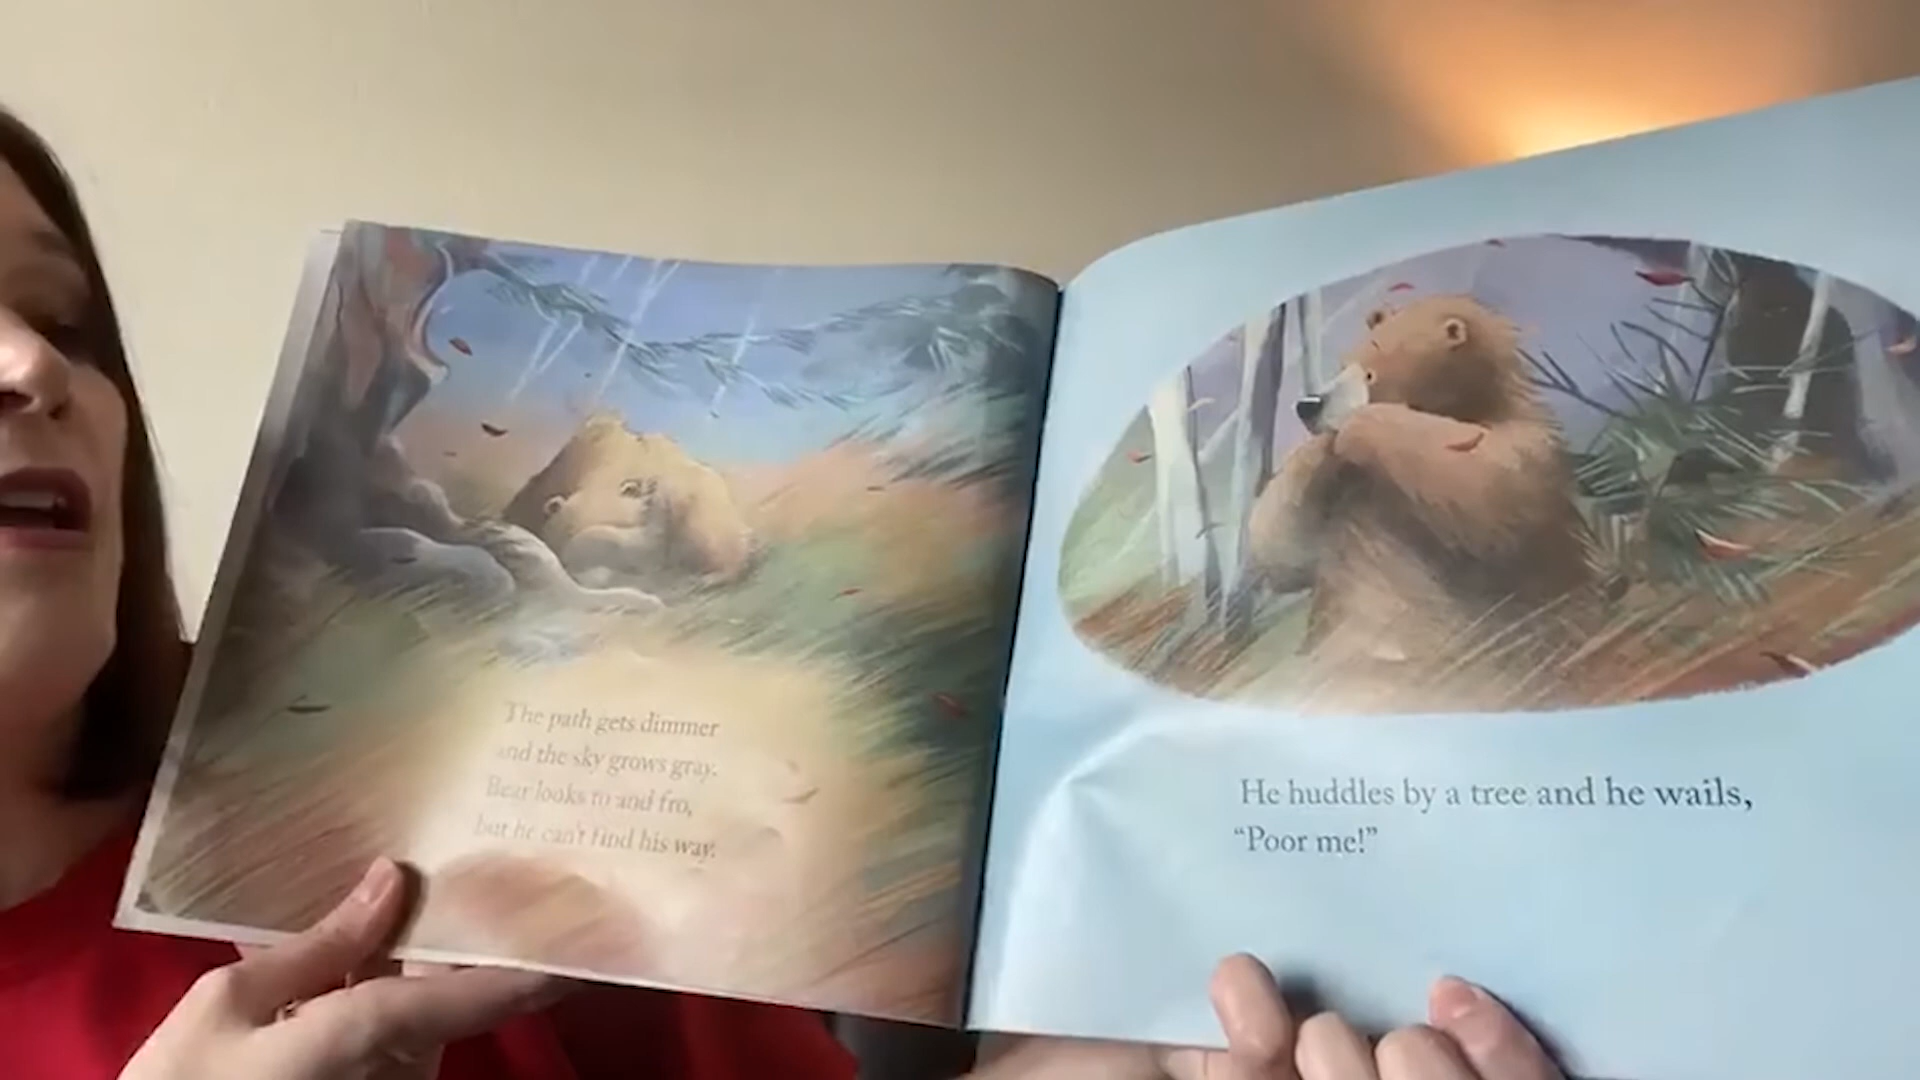 The path gets dimmer
and the sky grows gray.
Bear looks to and fro,
but he can't find his way.
He huddles by a tree and he wails,
“Poor me!”